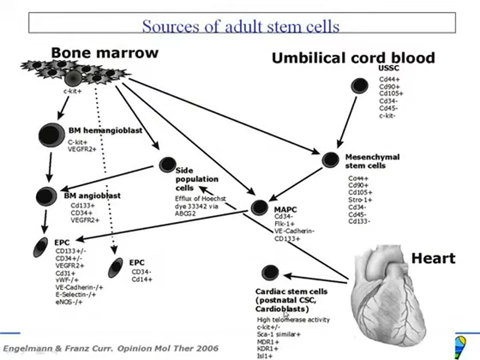 Sources of adult stem cells
Bone marrow
Umbilical cord blood
USSC
Cd44+
Cd90+
Cd105+
Cd34-
Cd45-
c-kit-
c-kit+
BM hemangioblast
C-kit+
VEGFR2+
Side
population
cells
Efflux of Hoechst
dye 33342 via
ABCG2
Mesenchymal
stem cells
Co44+
Cd90+
CD105+
Stro-1+
Cd34-
Cd45-
Cd133-
BM angioblast
Cd133+
CD34+
VEGFR2+
MAPC
Cd34-
Flk-1+
VE-Cadherin-
CD133+
EPC
CD133+/-
CD34+/-
VEGFR2+
Cd31+
vWF-/+
VE-Cadherin-/+
E-Selectin-/+
eNOS-/+
EPC
CD34-
Cd14+
Heart
Cardiac stem cells
(postnatal CSC,
Cardioblasts)
High telomerase activity
c-kit+/-
Sca-1 similar+
MDR1+
KDR1+
Isl1+
Engelmann & Franz Curr. Opinion Mol Ther 2006